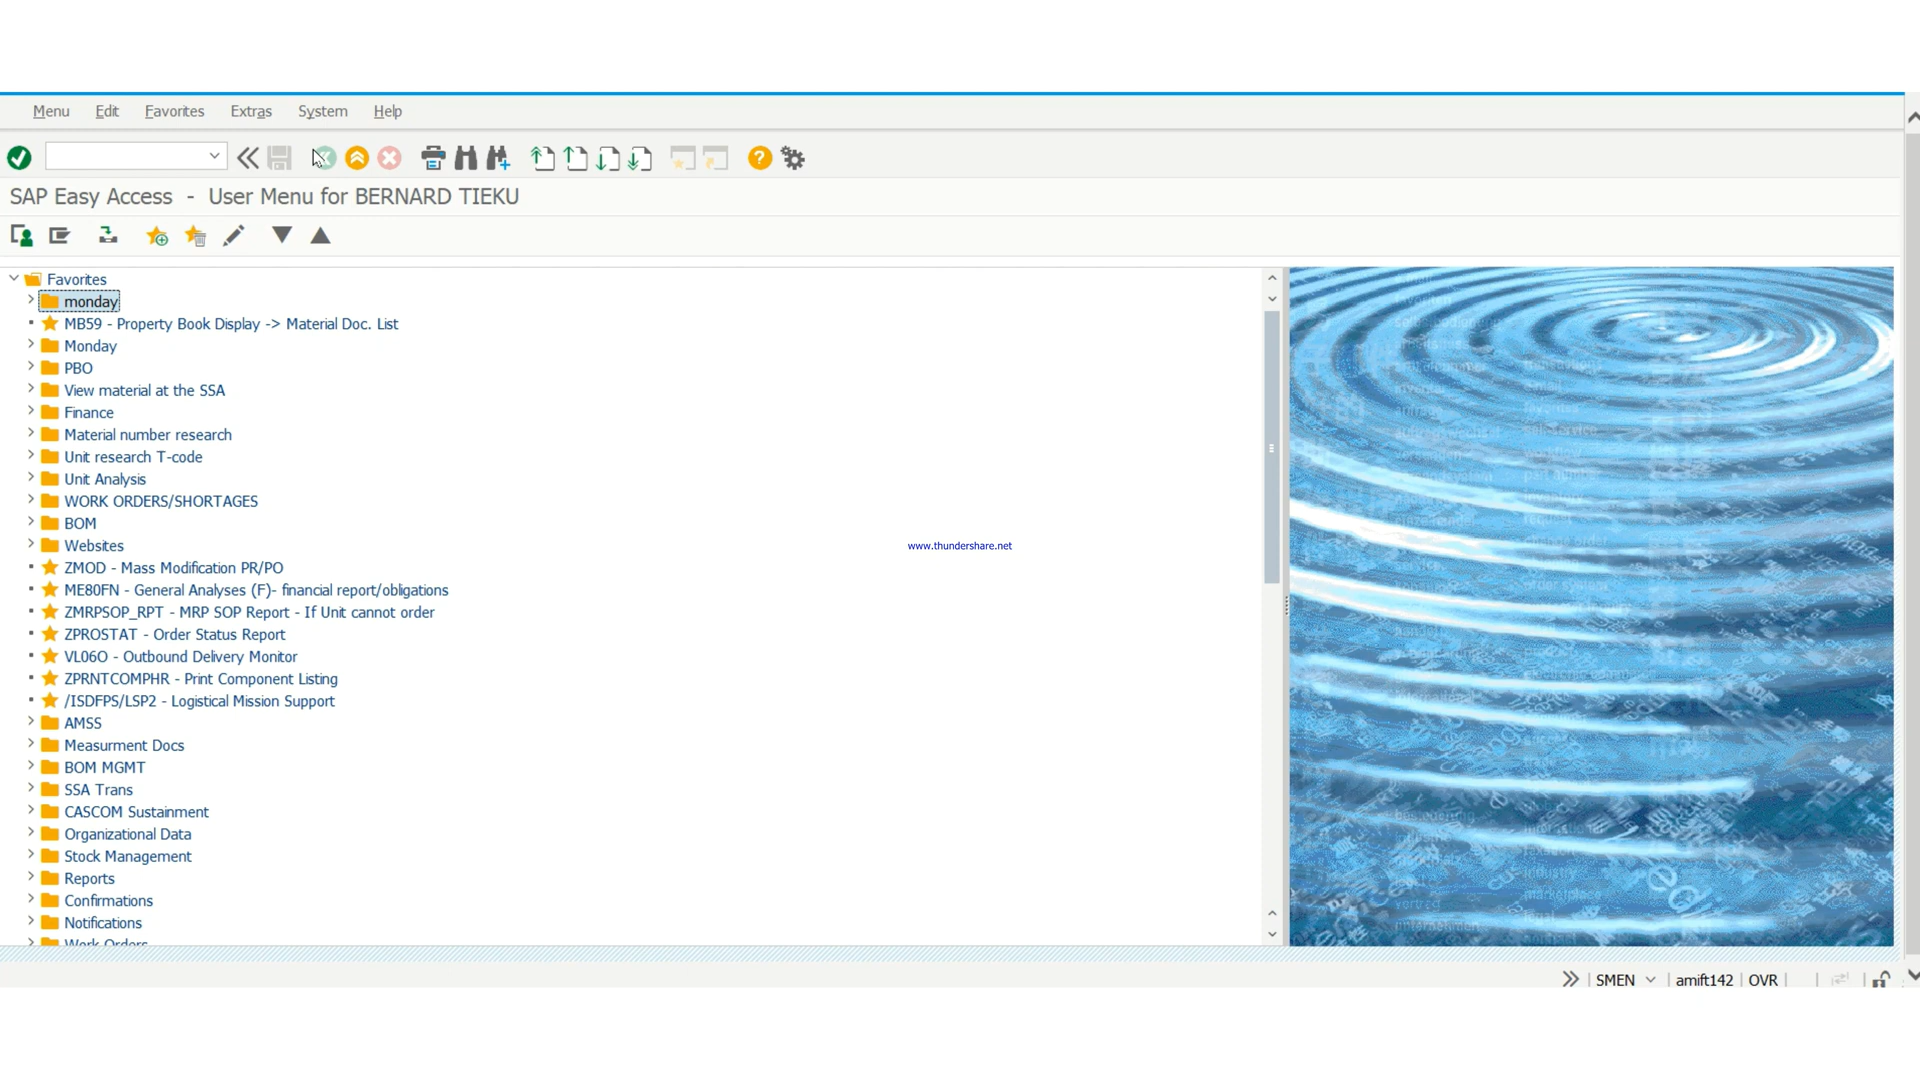 Menu Edit Favorites Extras System Help
SAP Easy Access - User Menu for BERNARD TIEKU
Favorites
monday
MB59 - Property Book Display -> Material Doc. List
Monday
PBO
View material at the SSA
Finance
Material number research
Unit research T-code
Unit Analysis
WORK ORDERS/SHORTAGES
BOM
Websites
www.thundershare.net
ZMOD - Mass Modification PR/PO
ME80FN - General Analyses (F)- financial report/obligations
ZMRPSOP_RPT - MRP SOP Report - If Unit cannot order
ZPROSTAT - Order Status Report
VL06O - Outbound Delivery Monitor
ZPRNTCOMPHR - Print Component Listing
/ISDFPS/LSP2 - Logistical Mission Support
AMSS
Measurment Docs
BOM MGMT
SSA Trans
CASCOM Sustainment
Organizational Data
Stock Management
Reports
Confirmations
Notifications
Work Orders
SMEN amift142 OVR